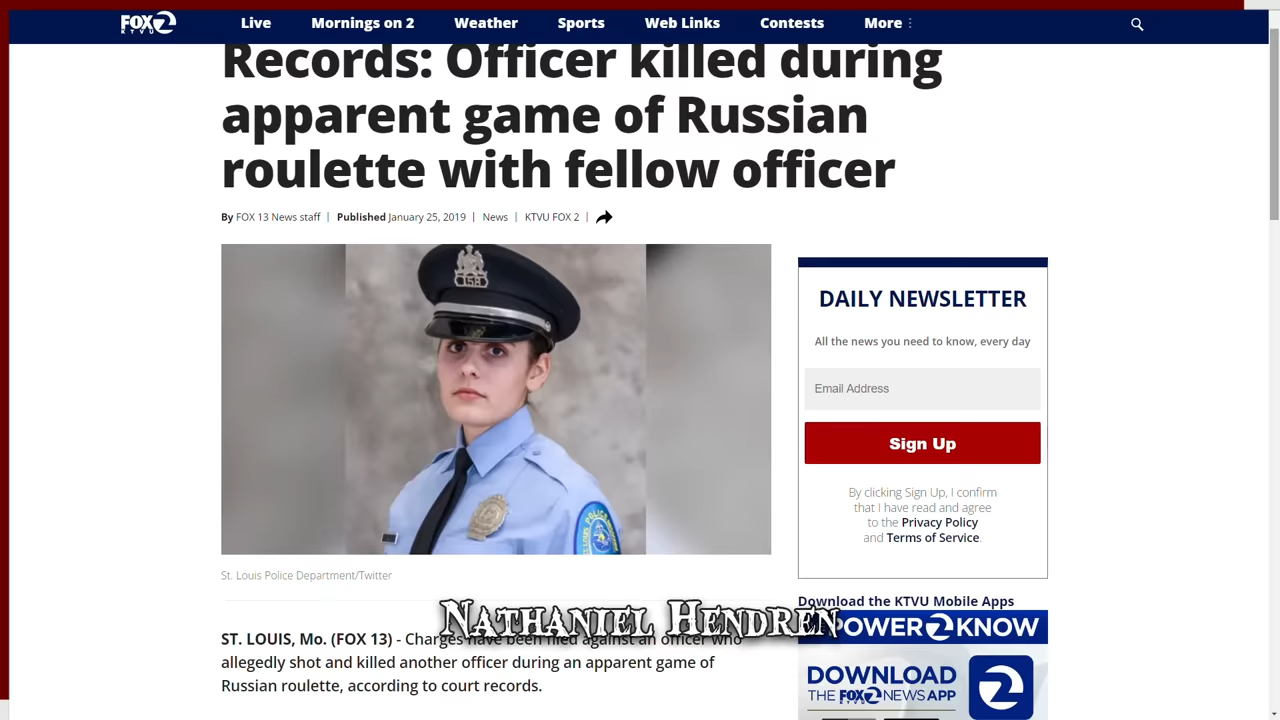 FOX 2
KTVU
Live
Mornings on 2
Weather
Sports
Web Links
Contests
More
Records: Officer killed during
apparent game of Russian
roulette with fellow officer
By FOX 13 News staff | Published January 25, 2019 | News | KTVU FOX 2 |
158
St. Louis Police Department/Twitter
Nathaniel Hendren
ST. LOUIS, Mo. (FOX 13) - Charges have been filed against an officer who
allegedly shot and killed another officer during an apparent game of
Russian roulette, according to court records.
DAILY NEWSLETTER
All the news you need to know, every day
Email Address
Sign Up
By clicking Sign Up, I confirm
that I have read and agree
to the Privacy Policy
and Terms of Service.
Download the KTVU Mobile Apps
POWER 2 KNOW
DOWNLOAD
THE FOX 2 NEWS APP
KTVU
2